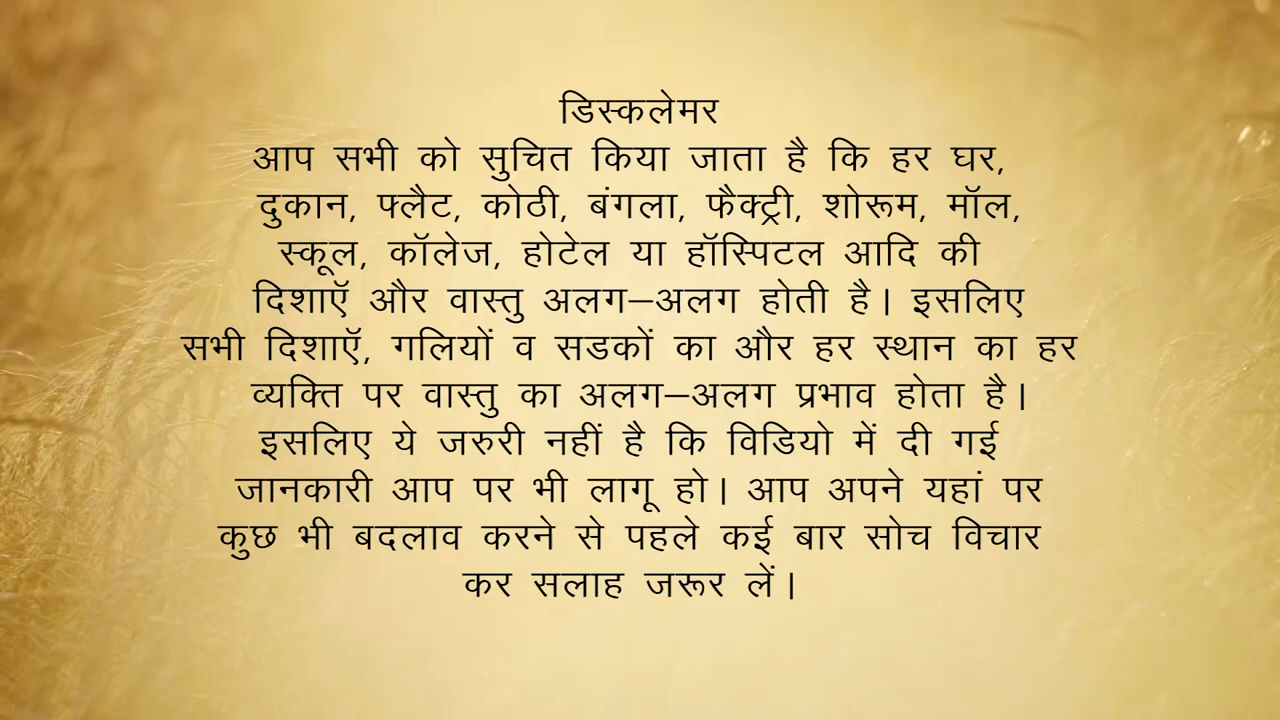 डिस्कलेमर
आप सभी को सुचित किया जाता है कि हर घर,
दुकान, फ्लैट, कोठी, बंगला, फैक्ट्री, शोरूम, मॉल,
स्कूल, कॉलेज, होटेल या हॉस्पिटल आदि की
दिशाऍ और वास्तु अलग–अलग होती है। इसलिए
सभी दिशाऍ, गलियों व सडकों का और हर स्थान का हर
व्यक्ति पर वास्तु का अलग–अलग प्रभाव होता है।
इसलिए ये जरुरी नहीं है कि विडियो में दी गई
जानकारी आप पर भी लागू हो। आप अपने यहां पर
कुछ भी बदलाव करने से पहले कई बार सोच विचार
कर सलाह जरूर लें।